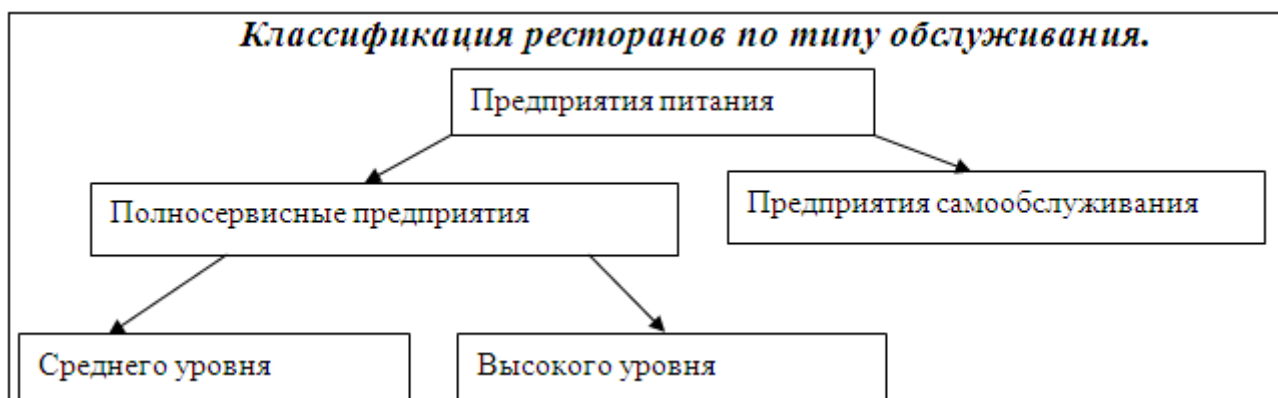 Классификация ресторанов по типу обслуживания.
Предприятия питания
Полносервисные предприятия
Предприятия самообслуживания
Среднего уровня
Высокого уровня